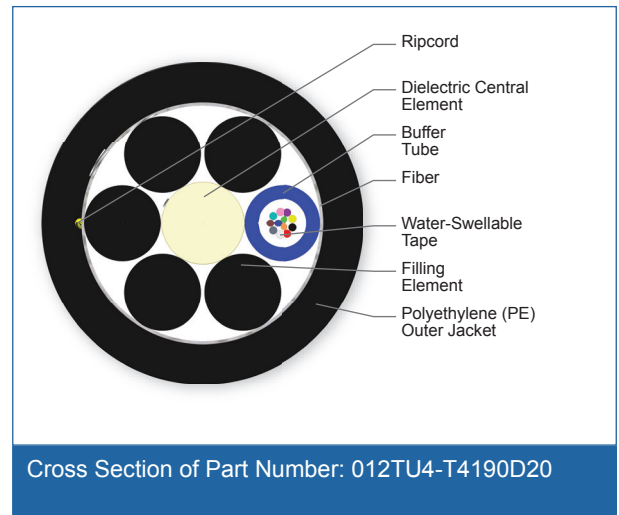 Ripcord
Dielectric Central
Element
Buffer
Tube
Fiber
Water-Swellable
Tape
Filling
Element
Polyethylene (PE)
Outer Jacket
Cross Section of Part Number: 012TU4-T4190D20